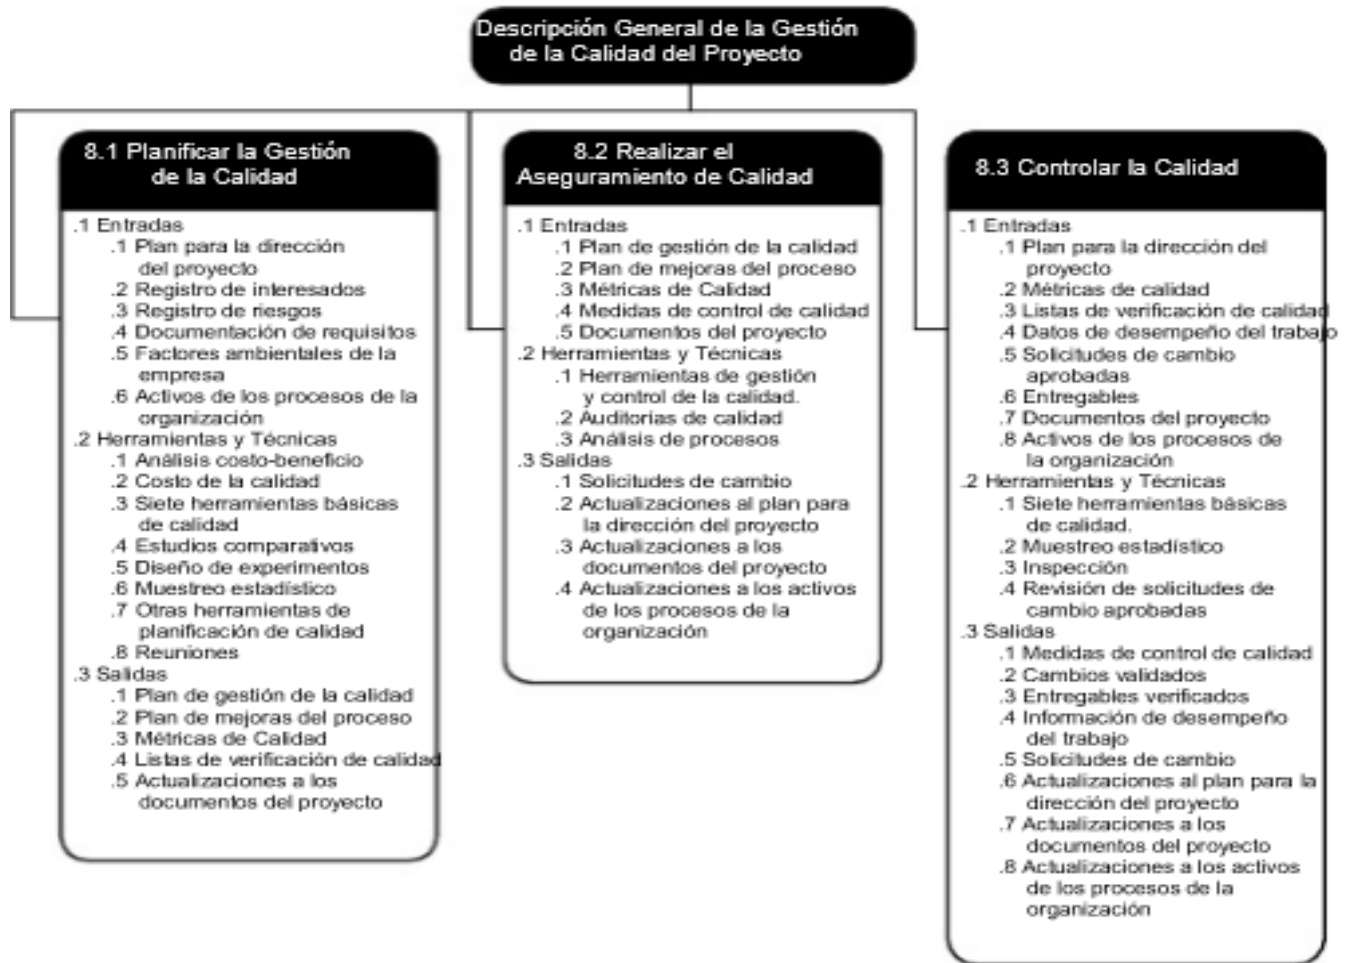 Descripción General de la Gestión
de la Calidad del Proyecto
8.1 Planificar la Gestión
de la Calidad
.1 Entradas
.1 Plan para la dirección
del proyecto
.2 Registro de interesados
.3 Registro de riesgos
.4 Documentación de requisitos
.5 Factores ambientales de la
empresa
.6 Activos de los procesos de la
organización
.2 Herramientas y Técnicas
.1 Análisis costo-beneficio
.2 Costo de la calidad
.3 Siete herramientas básicas
de calidad
.4 Estudios comparativos
.5 Diseño de experimentos
.6 Muestreo estadístico
.7 Otras herramientas de
planificación de calidad
.8 Reuniones
.3 Salidas
.1 Plan de gestión de la calidad
.2 Plan de mejoras del proceso
.3 Métricas de Calidad
.4 Listas de verificación de calidad
.5 Actualizaciones a los
documentos del proyecto
8.2 Realizar el
Aseguramiento de Calidad
.1 Entradas
.1 Plan de gestión de la calidad
.2 Plan de mejoras del proceso
.3 Métricas de Calidad
.4 Medidas de control de calidad
.5 Documentos del proyecto
.2 Herramientas y Técnicas
.1 Herramientas de gestión
y control de la calidad.
.2 Auditorías de calidad
.3 Análisis de procesos
.3 Salidas
.1 Solicitudes de cambio
.2 Actualizaciones al plan para
la dirección del proyecto
.3 Actualizaciones a los
documentos del proyecto
.4 Actualizaciones a los activos
de los procesos de la
organización
8.3 Controlar la Calidad
.1 Entradas
.1 Plan para la dirección del
proyecto
.2 Métricas de calidad
.3 Listas de verificación de calidad
.4 Datos de desempeño del trabajo
.5 Solicitudes de cambio
aprobadas
.6 Entregables
.7 Documentos del proyecto
.8 Activos de los procesos de
la organización
.2 Herramientas y Técnicas
.1 Siete herramientas básicas
de calidad.
.2 Muestreo estadístico
.3 Inspección
.4 Revisión de solicitudes de
cambio aprobadas
.3 Salidas
.1 Medidas de control de calidad
.2 Cambios validados
.3 Entregables verificados
.4 Información de desempeño
del trabajo
.5 Solicitudes de cambio
.6 Actualizaciones al plan para la
dirección del proyecto
.7 Actualizaciones a los
documentos del proyecto
.8 Actualizaciones a los activos
de los procesos de la
organización